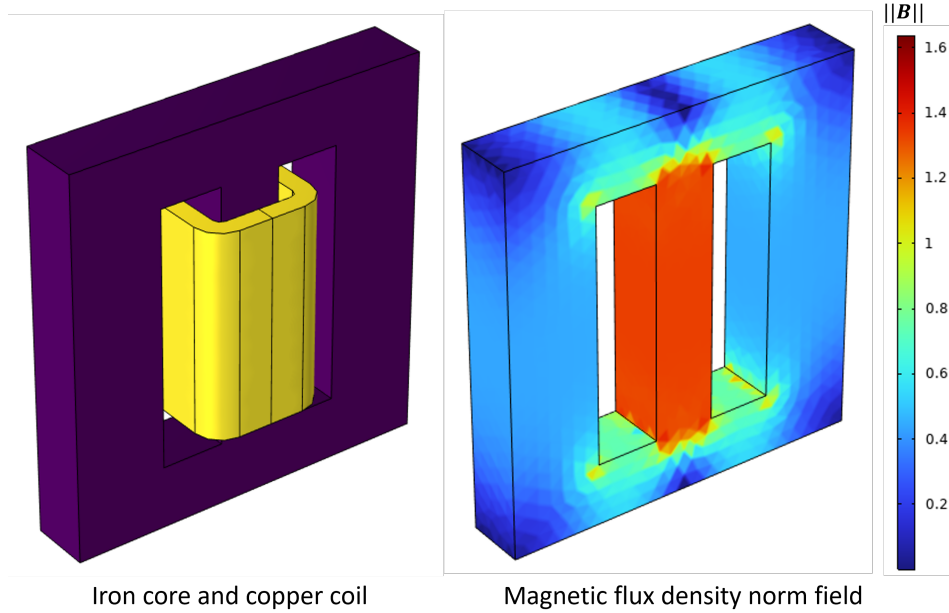 ||B||
1.6
1.4
1.2
1
0.8
0.6
0.4
0.2
Iron core and copper coil
Magnetic flux density norm field